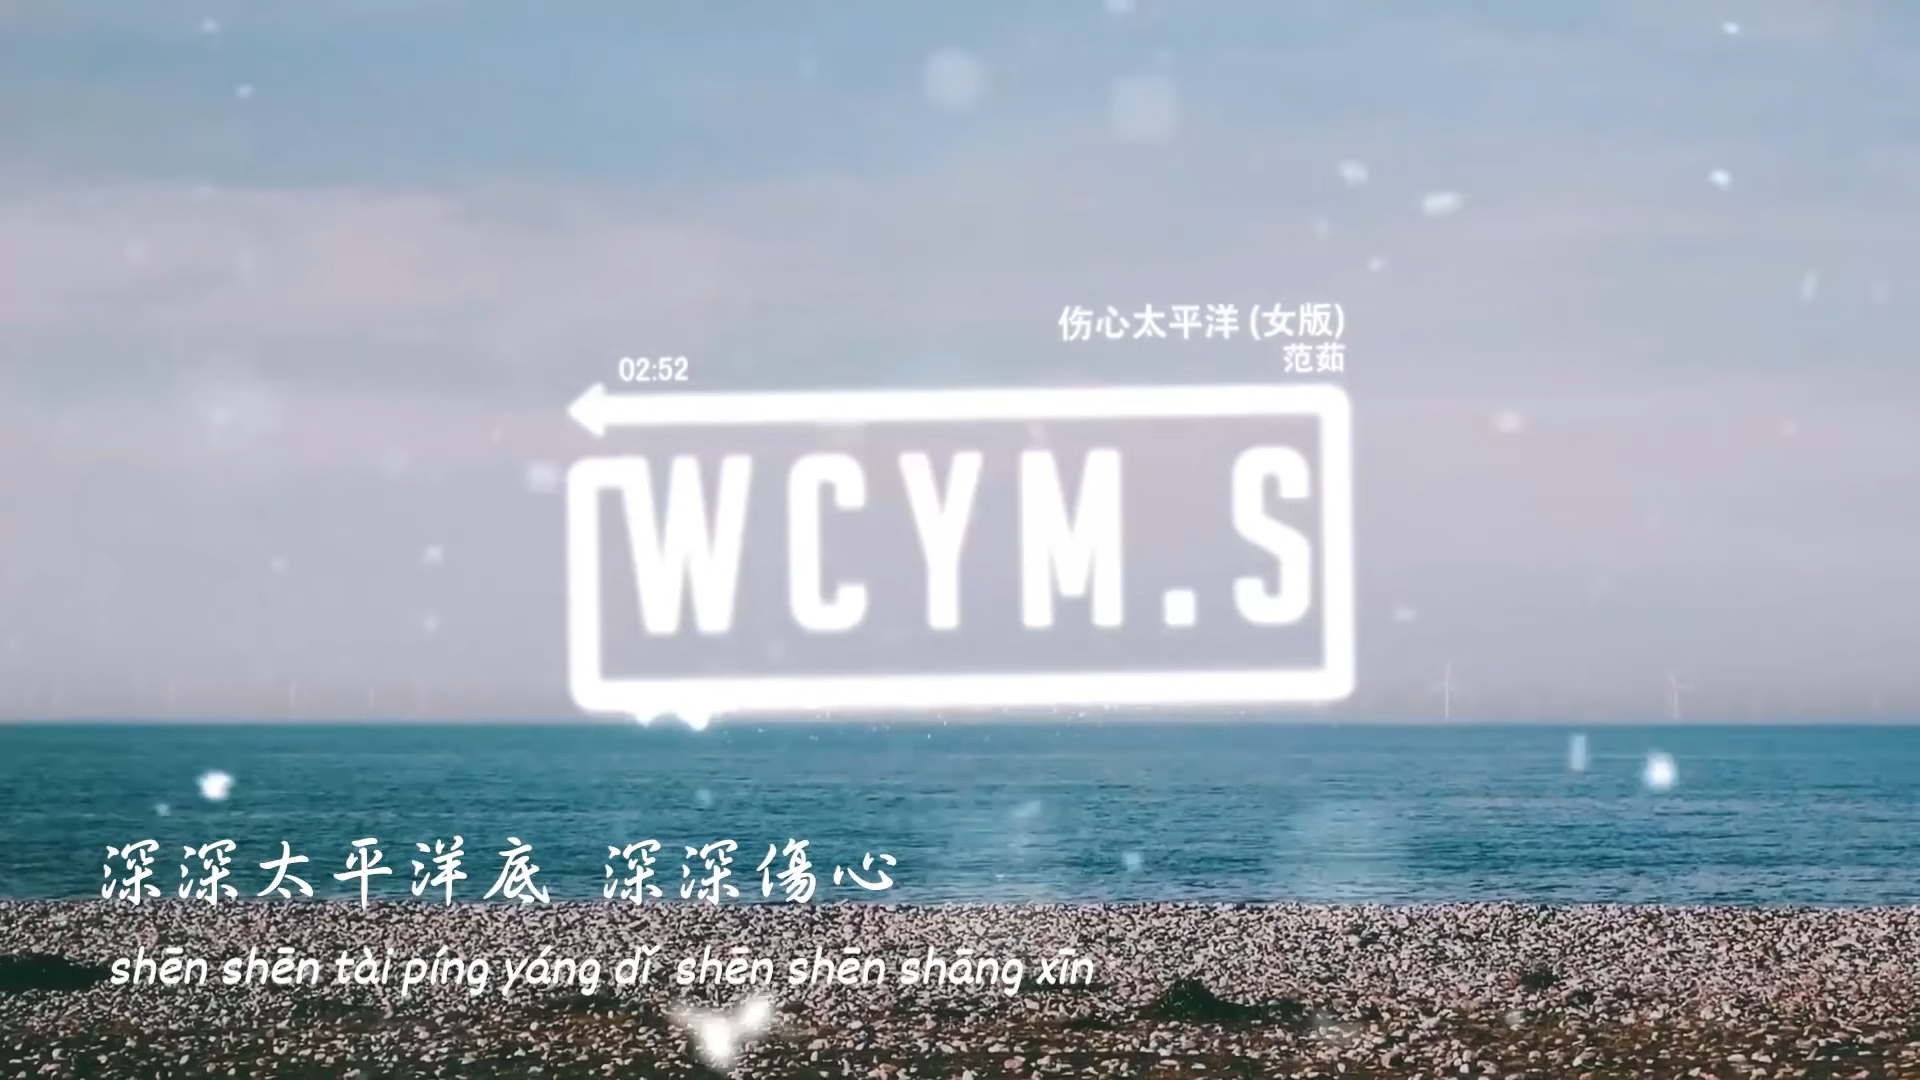 伤心太平洋 (女版)
范茹
02:52
WCYM.S
深深太平洋底 深深傷心
shēn shēn tài píng yáng dǐ shēn shēn shāng xīn